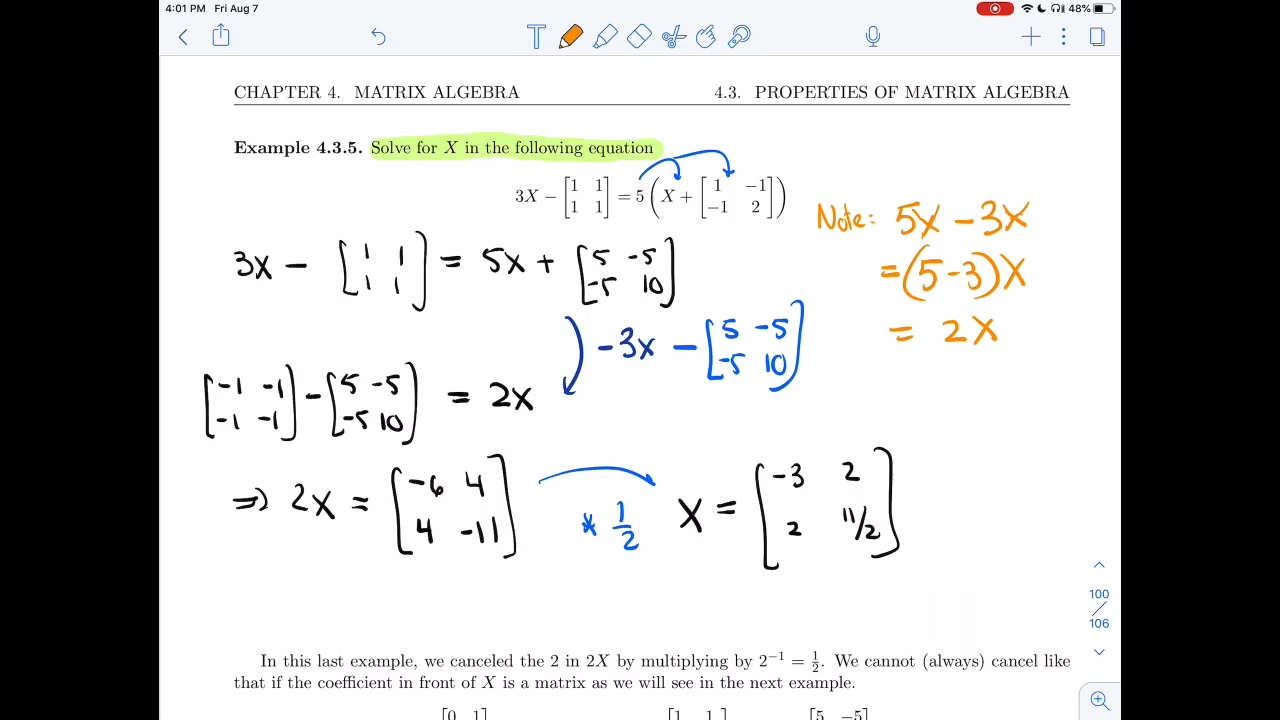 4:01 PM Fri Aug 7
48%
T
CHAPTER 4. MATRIX ALGEBRA 4.3. PROPERTIES OF MATRIX ALGEBRA
Example 4.3.5. Solve for X in the following equation
3X − [1 1; 1 1] = 5 (X + [1 −1; −1 2])
Note: 5X − 3X
= (5 − 3)X
= 2X
3X − [1 1; 1 1] = 5X + [5 −5; −5 10]
− 3X − [5 −5; −5 10]
[−1 −1; −1 −1] − [5 −5; −5 10] = 2X
⇒ 2X = [−6 4; 4 −11] * 1/2 X = [−3 2; 2 11/2]
100
106
In this last example, we canceled the 2 in 2X by multiplying by 2⁻¹ = 1/2. We cannot (always) cancel like
that if the coefficient in front of X is a matrix as we will see in the next example.
[0 1] [1 1] [5 −5]